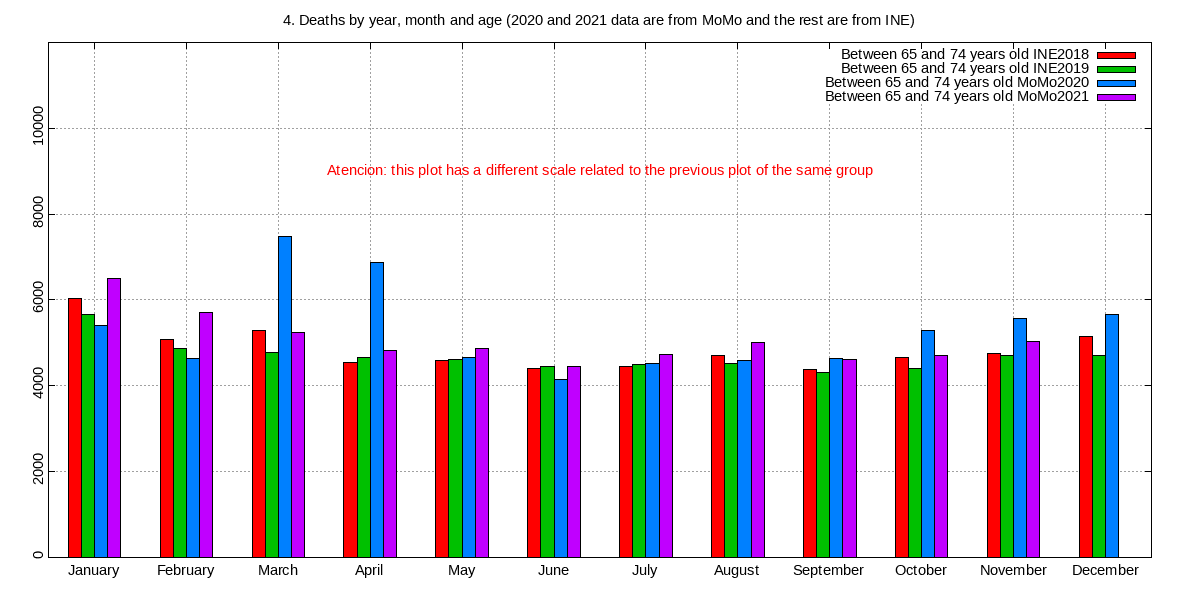 4. Deaths by year, month and age (2020 and 2021 data are from MoMo and the rest are from INE)
Between 65 and 74 years old INE2018
Between 65 and 74 years old INE2019
Between 65 and 74 years old MoMo2020
Between 65 and 74 years old MoMo2021
Atencion: this plot has a different scale related to the previous plot of the same group
10000
8000
6000
4000
2000
0
January February March April May June July August September October November December